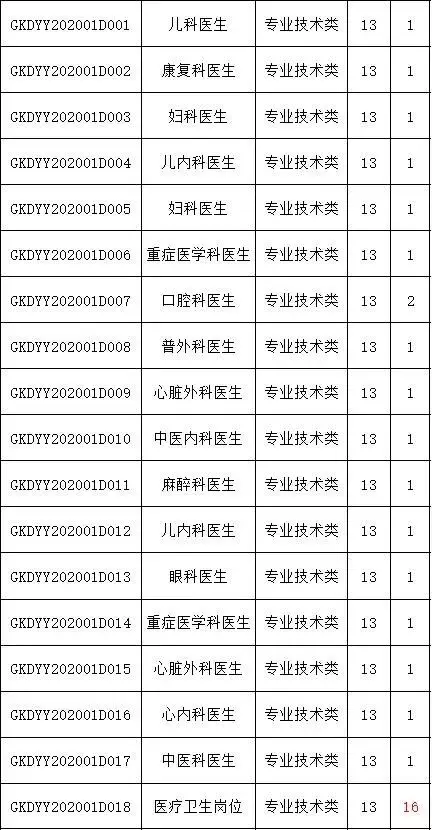 GKDYY202001D001 儿科医生 专业技术类 13 1
GKDYY202001D002 康复科医生 专业技术类 13 1
GKDYY202001D003 妇科医生 专业技术类 13 1
GKDYY202001D004 儿内科医生 专业技术类 13 1
GKDYY202001D005 妇科医生 专业技术类 13 1
GKDYY202001D006 重症医学科医生 专业技术类 13 1
GKDYY202001D007 口腔科医生 专业技术类 13 2
GKDYY202001D008 普外科医生 专业技术类 13 1
GKDYY202001D009 心脏外科医生 专业技术类 13 1
GKDYY202001D010 中医内科医生 专业技术类 13 1
GKDYY202001D011 麻醉科医生 专业技术类 13 1
GKDYY202001D012 儿内科医生 专业技术类 13 1
GKDYY202001D013 眼科医生 专业技术类 13 1
GKDYY202001D014 重症医学科医生 专业技术类 13 1
GKDYY202001D015 心脏外科医生 专业技术类 13 1
GKDYY202001D016 心内科医生 专业技术类 13 1
GKDYY202001D017 中医科医生 专业技术类 13 1
GKDYY202001D018 医疗卫生岗位 专业技术类 13 16